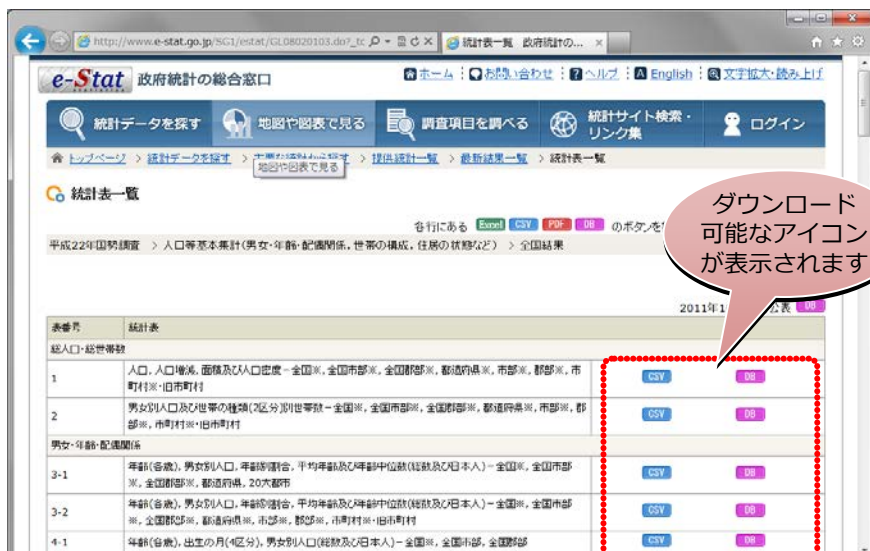 http://www.e-stat.go.jp/SG1/estat/GL08020103.do?_tc
統計表一覧 政府統計の...
e-Stat 政府統計の総合窓口
ホーム お問い合わせ ヘルプ English 文字拡大・読み上げ
統計データを探す 地図や図表で見る 調査項目を調べる 統計サイト検索・
リンク集 ログイン
トップページ > 統計データを探す > 主要な統計から探す > 提供統計一覧 > 最新結果一覧 > 統計表一覧
地図や図表で見る
統計表一覧
各行にある Excel CSV PDF DB のボタンを
平成22年国勢調査 > 人口等基本集計(男女・年齢・配偶関係,世帯の構成,住居の状態など) > 全国結果
ダウンロード
可能なアイコン
が表示されます
2011年1 公表 DB
表番号 統計表
総人口・総世帯数
1 人口,人口増減,面積及び人口密度-全国※,全国市部※,全国郡部※,都道府県※,市部※,郡部※,市
町村※・旧市町村 CSV DB
2 男女別人口及び世帯の種類(2区分)別世帯数-全国※,全国市部※,全国郡部※,都道府県※,市部※,郡
部※,市町村※・旧市町村 CSV DB
男女・年齢・配偶関係
3-1 年齢(各歳),男女別人口,年齢別割合,平均年齢及び年齢中位数(総数及び日本人)-全国※,全国市部
※,全国郡部※,都道府県,20大都市 CSV DB
3-2 年齢(各歳),男女別人口,年齢別割合,平均年齢及び年齢中位数(総数及び日本人)-全国※,全国市部
※,全国郡部※,都道府県※,市部※,郡部※,市町村※・旧市町村 CSV DB
4-1 年齢(各歳),出生の月(4区分),男女別人口(総数及び日本人)-全国※,全国市部,全国郡部 CSV DB